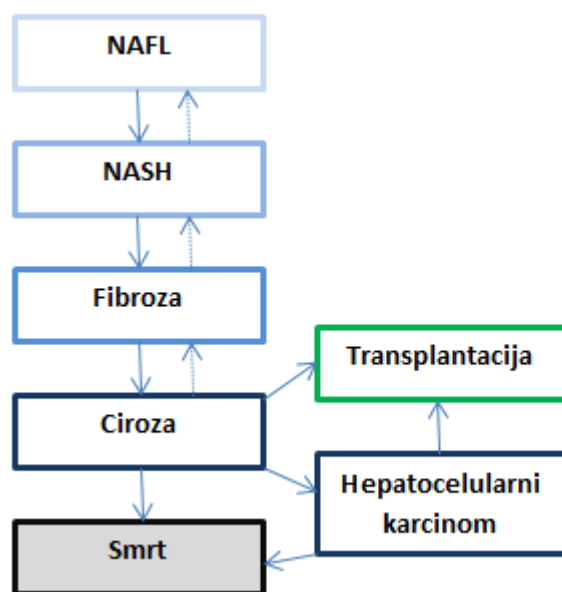 NAFL
NASH
Fibroza
Ciroza
Smrt
Transplantacija
Hepatocelularni
karcinom